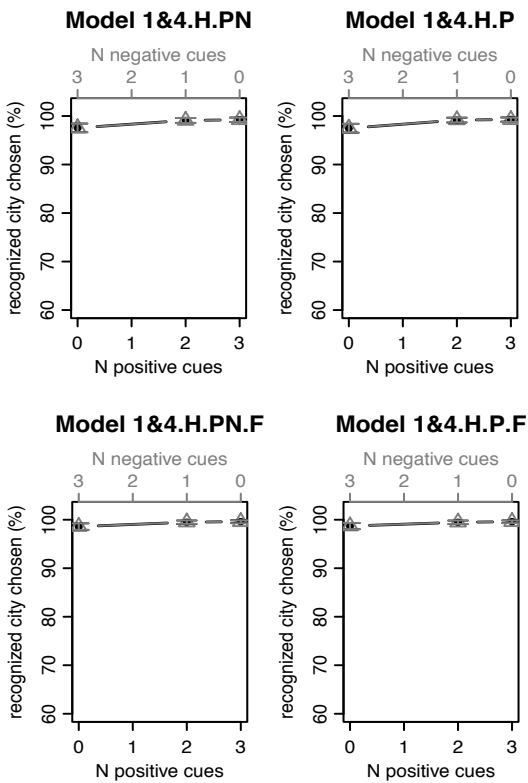 Model 1&4.H.PN
N negative cues
3 2 1 0
recognized city chosen (%)
100
90
80
70
60
0 1 2 3
N positive cues
Model 1&4.H.P
N negative cues
3 2 1 0
recognized city chosen (%)
100
90
80
70
60
0 1 2 3
N positive cues
Model 1&4.H.PN.F
N negative cues
3 2 1 0
recognized city chosen (%)
100
90
80
70
60
0 1 2 3
N positive cues
Model 1&4.H.P.F
N negative cues
3 2 1 0
recognized city chosen (%)
100
90
80
70
60
0 1 2 3
N positive cues